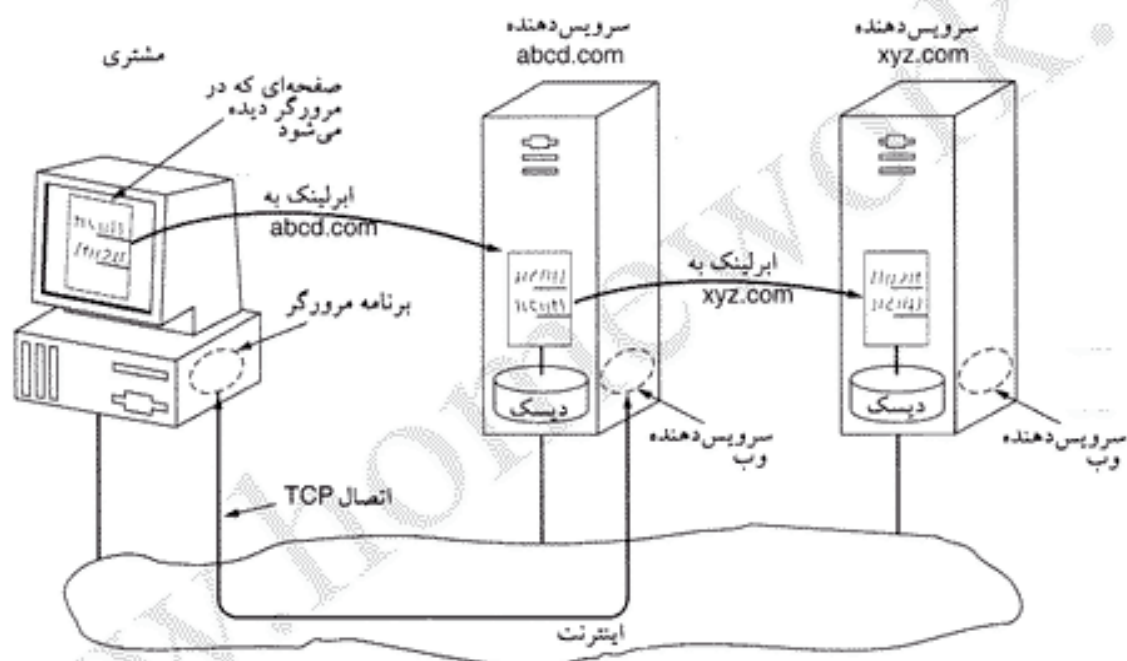 مشتری
صفحه‌ای که در
مرورگر دیده
می‌شود
سرویس‌دهنده
abcd.com
سرویس‌دهنده
xyz.com
ابرلینک به
abcd.com
ابرلینک به
xyz.com
برنامه مرورگر
دیسک
سرویس‌دهنده
وب
دیسک
سرویس‌دهنده
وب
اتصال TCP
اینترنت